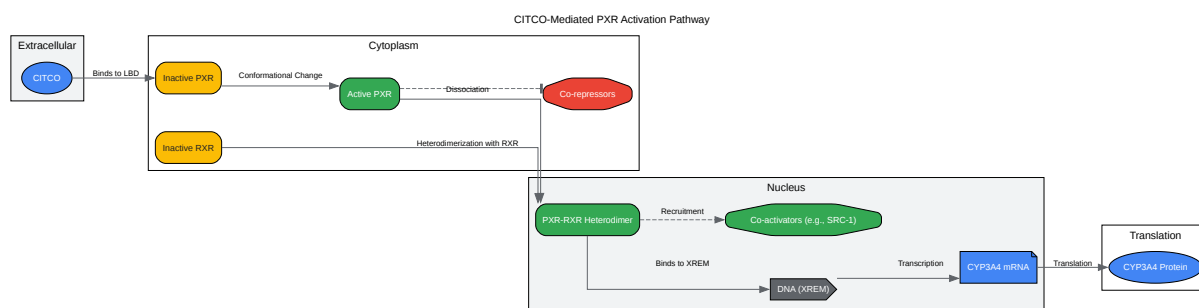 CITCO-Mediated PXR Activation Pathway
Extracellular
CITCO
Binds to LBD
Cytoplasm
Inactive PXR
Conformational Change
Active PXR
Dissociation
Co-repressors
Inactive RXR
Heterodimerization with RXR
Nucleus
PXR-RXR Heterodimer
Recruitment
Co-activators (e.g., SRC-1)
Binds to XREM
DNA (XREM)
Transcription
CYP3A4 mRNA
Translation
Translation
CYP3A4 Protein